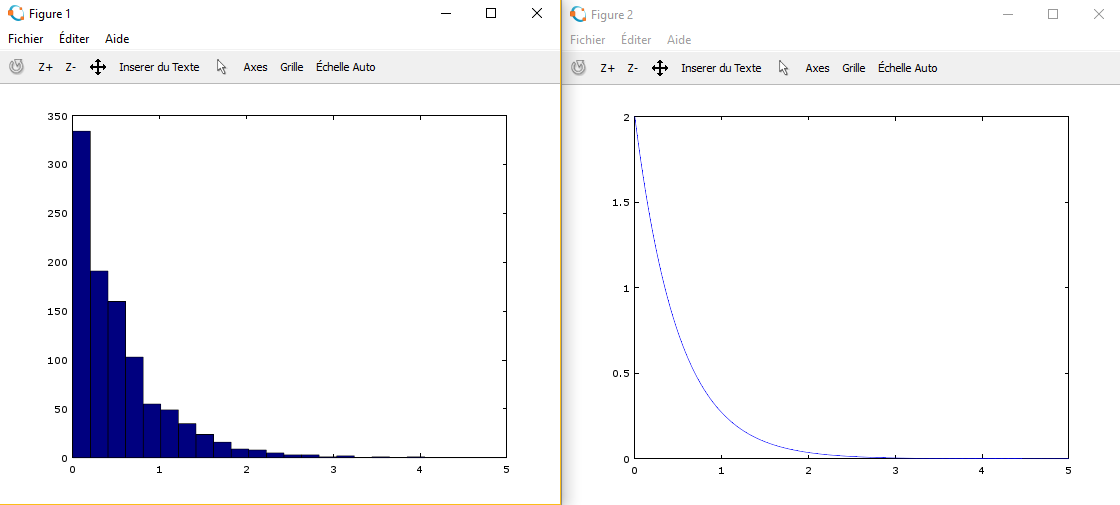 Figure 1
Fichier Éditer Aide
Z+ Z- Inserer du Texte Axes Grille Échelle Auto
350
300
250
200
150
100
50
0
0 1 2 3 4 5
Figure 2
Fichier Éditer Aide
Z+ Z- Inserer du Texte Axes Grille Échelle Auto
2
1.5
1
0.5
0
0 1 2 3 4 5